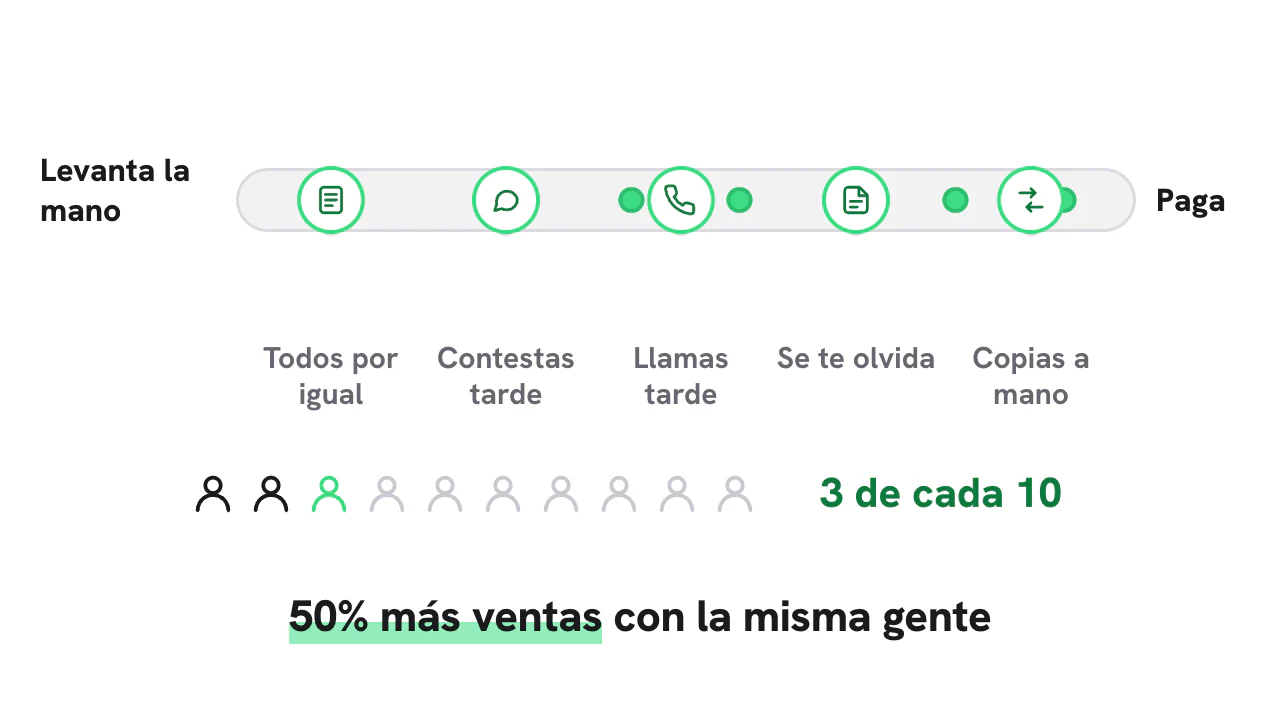 Levanta la
mano
Paga
Todos por
igual
Contestas
tarde
Llamas
tarde
Se te olvida
Copias a
mano
3 de cada 10
50% más ventas con la misma gente